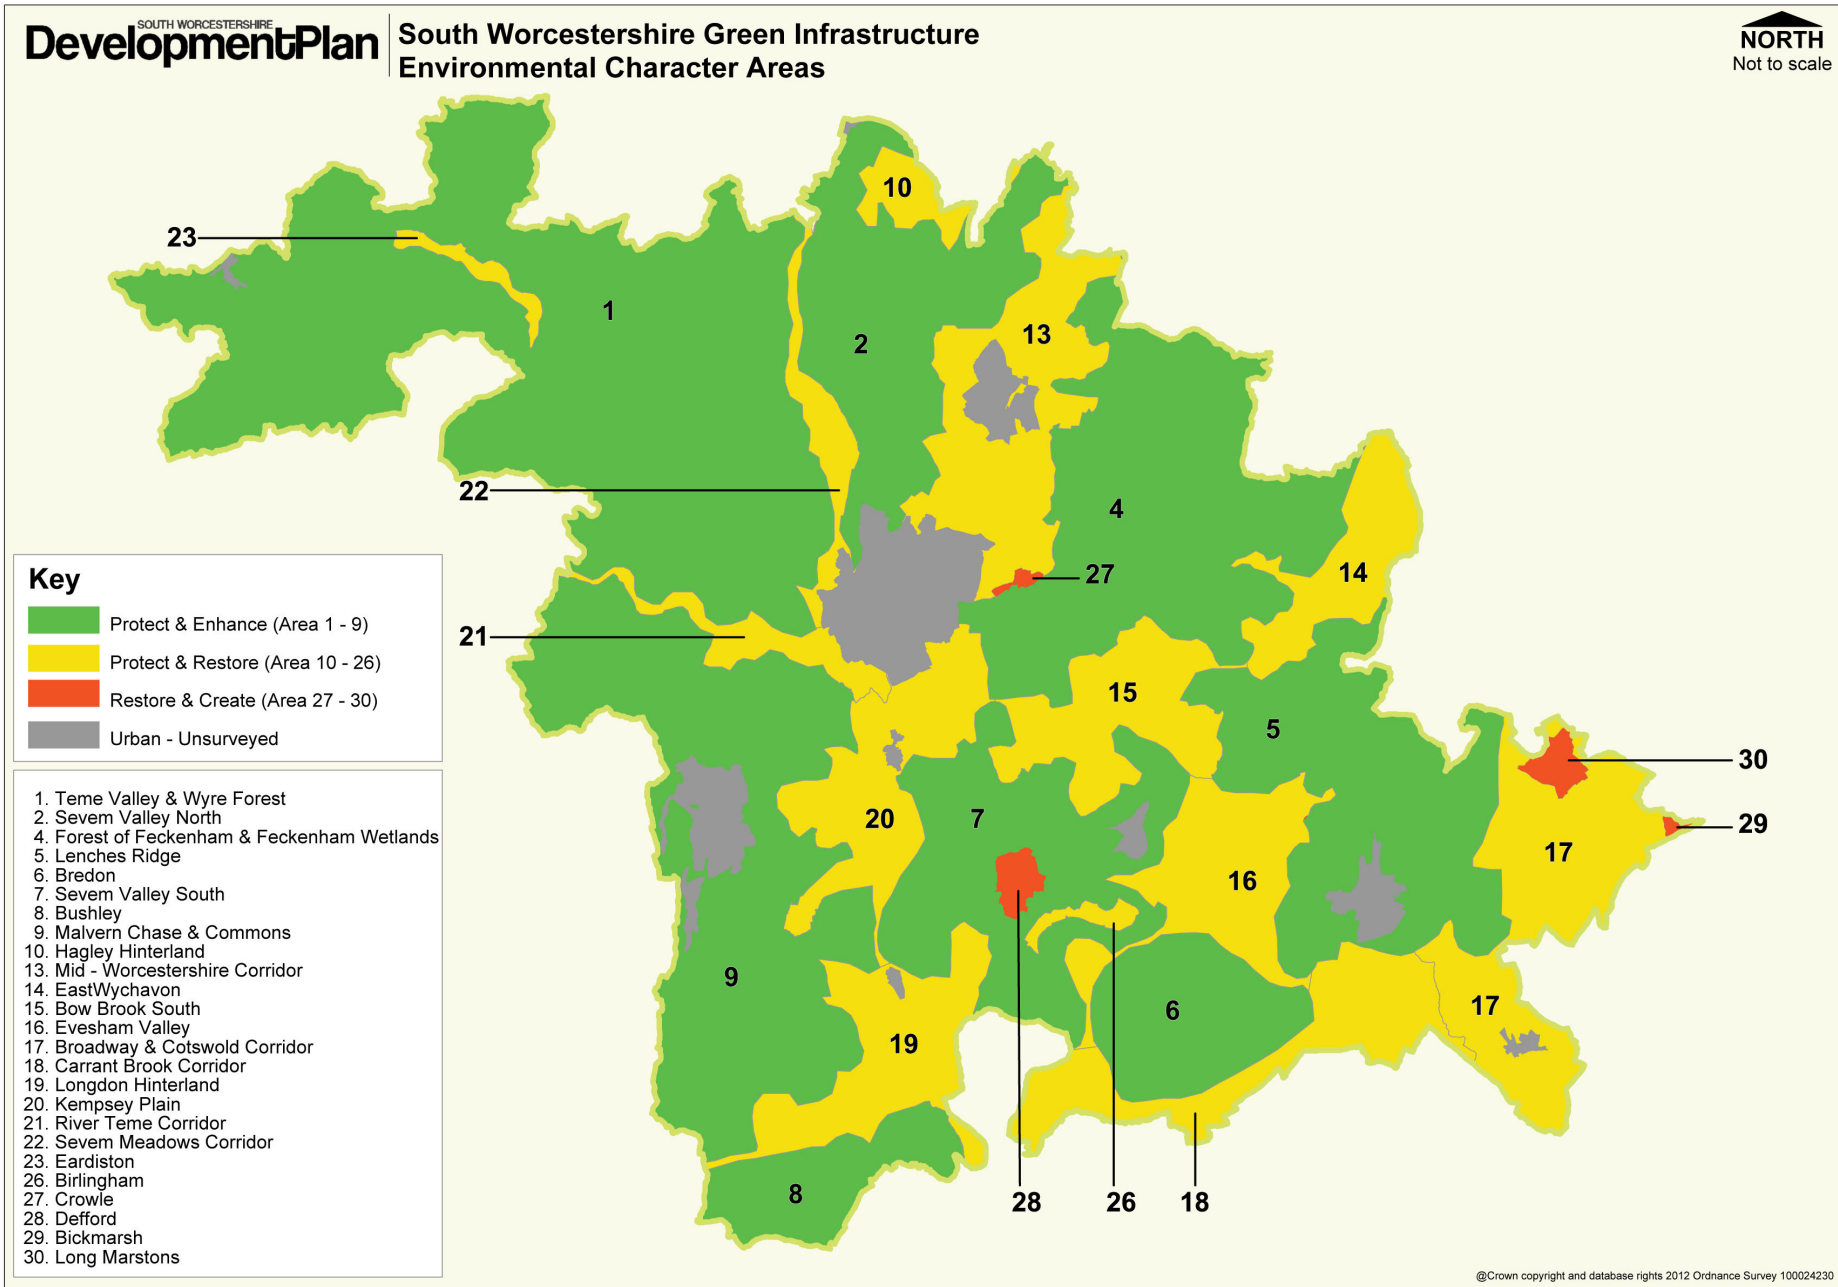 SOUTH WORCESTERSHIRE
DevelopmentPlan
South Worcestershire Green Infrastructure
Environmental Character Areas
NORTH
Not to scale
10
23
1
13
2
22
4
14
27
21
15
5
30
20
7
29
17
16
9
6
17
19
8
28
26
18
Key
Protect & Enhance (Area 1 - 9)
Protect & Restore (Area 10 - 26)
Restore & Create (Area 27 - 30)
Urban - Unsurveyed
1. Teme Valley & Wyre Forest
2. Severn Valley North
4. Forest of Feckenham & Feckenham Wetlands
5. Lenches Ridge
6. Bredon
7. Severn Valley South
8. Bushley
9. Malvern Chase & Commons
10. Hagley Hinterland
13. Mid - Worcestershire Corridor
14. EastWychavon
15. Bow Brook South
16. Evesham Valley
17. Broadway & Cotswold Corridor
18. Carrant Brook Corridor
19. Longdon Hinterland
20. Kempsey Plain
21. River Teme Corridor
22. Severn Meadows Corridor
23. Eardiston
26. Birlingham
27. Crowle
28. Defford
29. Bickmarsh
30. Long Marstons
@Crown copyright and database rights 2012 Ordnance Survey 100024230